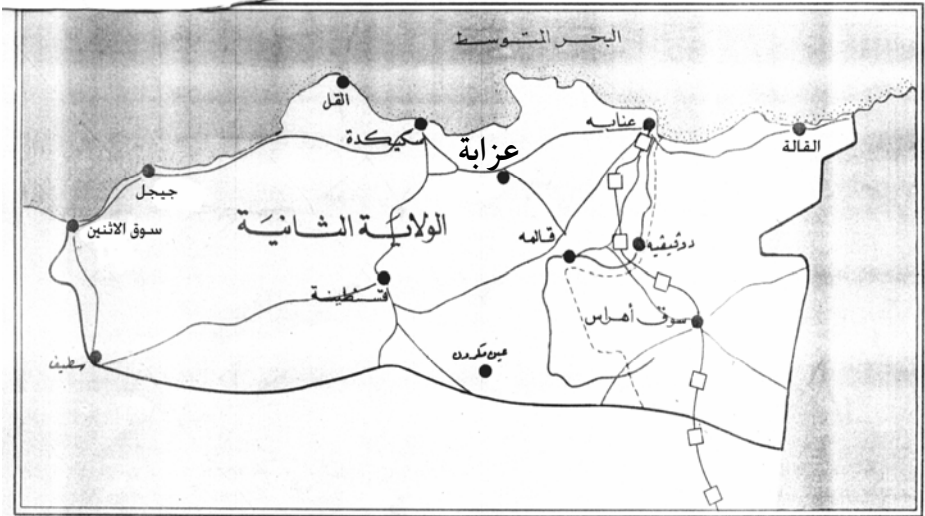 البحر المتوسط
القل
عنابه
سكيكدة
القالة
عزابة
جيجل
الولاية الثانية
سوق الاثنين
قالمه
دوفيفيه
قسنطينة
سوق أهراس
عين مكرون
سطيف